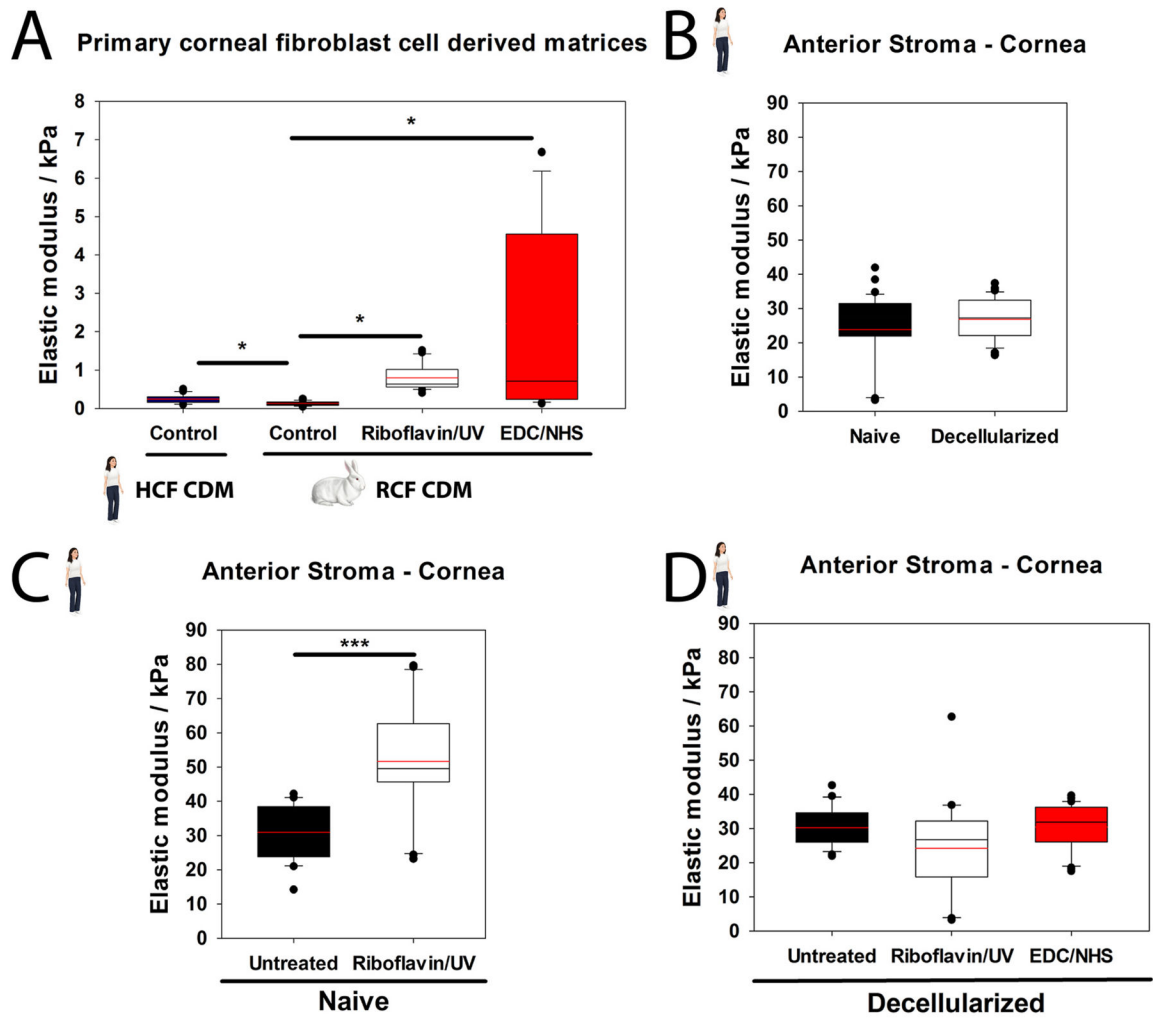 A
Primary corneal fibroblast cell derived matrices
Elastic modulus / kPa
8
7
6
5
4
3
2
1
0
*
*
*
Control
Control
Riboflavin/UV
EDC/NHS
HCF CDM
RCF CDM
B
Anterior Stroma - Cornea
Elastic modulus / kPa
90
80
70
60
50
40
30
20
10
0
Naive
Decellularized
C
Anterior Stroma - Cornea
Elastic modulus / kPa
90
80
70
60
50
40
30
20
10
0
***
Untreated
Riboflavin/UV
Naive
D
Anterior Stroma - Cornea
Elastic modulus / kPa
90
80
70
60
50
40
30
20
10
0
Untreated
Riboflavin/UV
EDC/NHS
Decellularized